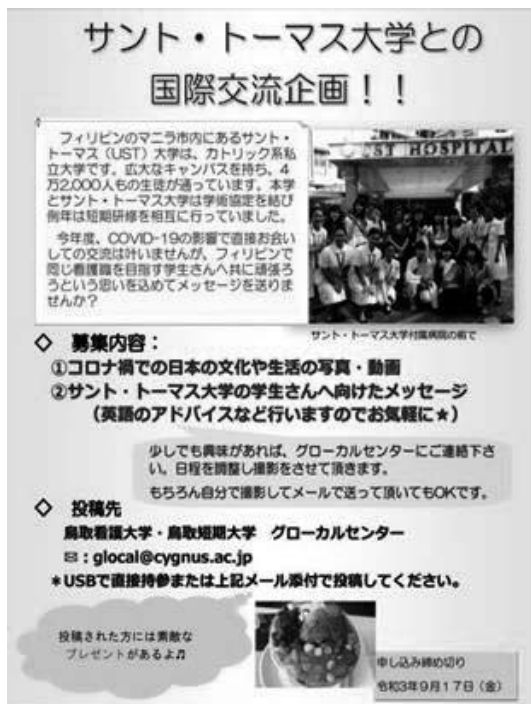 サント・トーマス大学との
国際交流企画！！
フィリピンのマニラ市内にあるサント・
トーマス（UST）大学は、カトリック系私
立大学です。広大なキャンパスを持ち、4
万2,000人もの生徒が通っています。本学
とサント・トーマス大学は学術協定を結び
例年は短期研修を相互に行っていました。
今年度、COVID-19の影響で直接お会い
しての交流は叶いませんが、フィリピンで
同じ看護職を目指す学生さんへ共に頑張ろ
うという思いを込めてメッセージを送りま
せんか？
ST HOSPITAL
サント・トーマス大学付属病院の前で
◇ 募集内容：
①コロナ禍での日本の文化や生活の写真・動画
②サント・トーマス大学の学生さんへ向けたメッセージ
（英語のアドバイスなど行いますのでお気軽に★）
少しでも興味があれば、グローカルセンターにご連絡下さ
い。日程を調整し撮影をさせて頂きます。
もちろん自分で撮影してメールで送って頂いてもOKです。
◇ 投稿先
鳥取看護大学・鳥取短期大学 グローカルセンター
✉：glocal@cygnus.ac.jp
＊USBで直接持参または上記メール添付で投稿してください。
投稿された方には素敵な
プレゼントがあるよ♫
申し込み締め切り
令和3年9月17日（金）